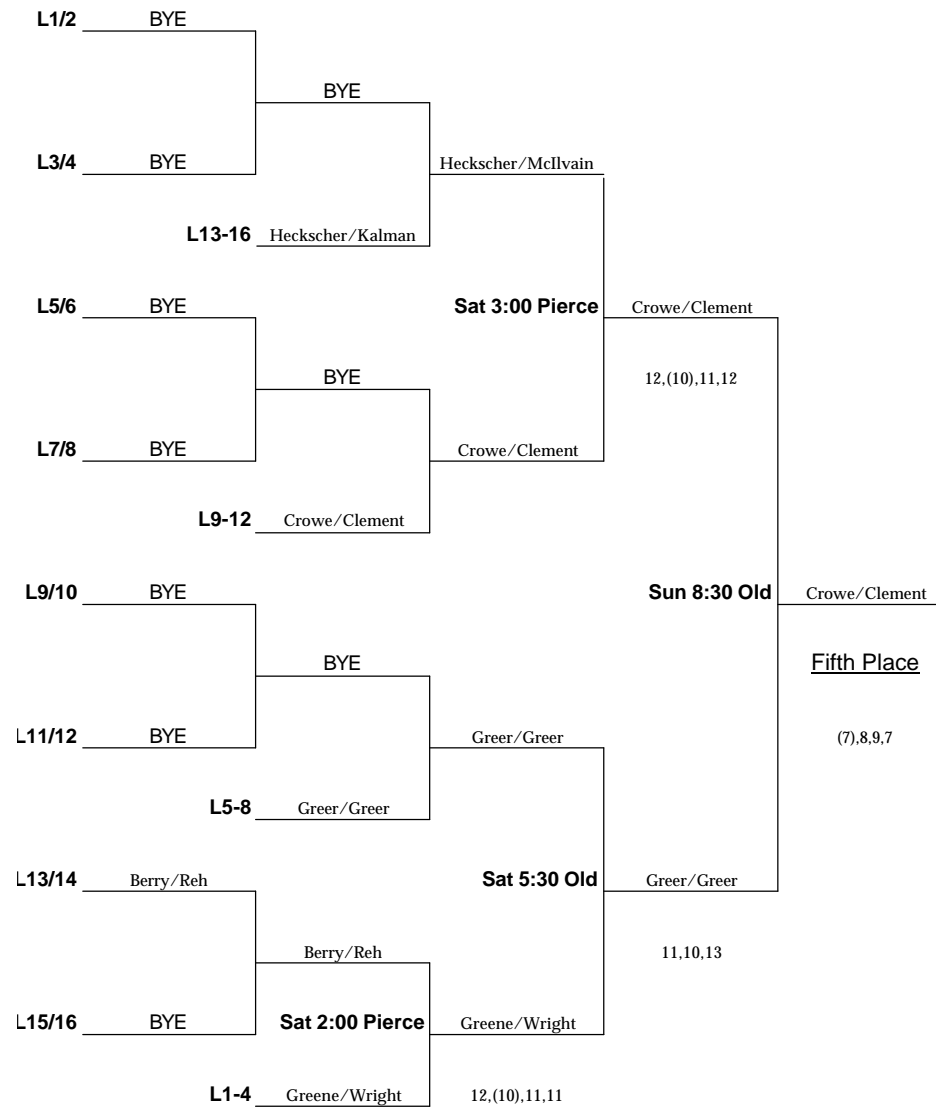 L1/2 BYE
BYE
L3/4 BYE Heckscher/McIlvain
L13-16 Heckscher/Kalman
L5/6 BYE Sat 3:00 Pierce Crowe/Clement
BYE 12,(10),11,12
L7/8 BYE Crowe/Clement
L9-12 Crowe/Clement
L9/10 BYE Sun 8:30 Old Crowe/Clement
BYE Fifth Place
L11/12 BYE Greer/Greer (7),8,9,7
L5-8 Greer/Greer
L13/14 Berry/Reh Sat 5:30 Old Greer/Greer
Berry/Reh 11,10,13
L15/16 BYE Sat 2:00 Pierce Greene/Wright
L1-4 Greene/Wright 12,(10),11,11